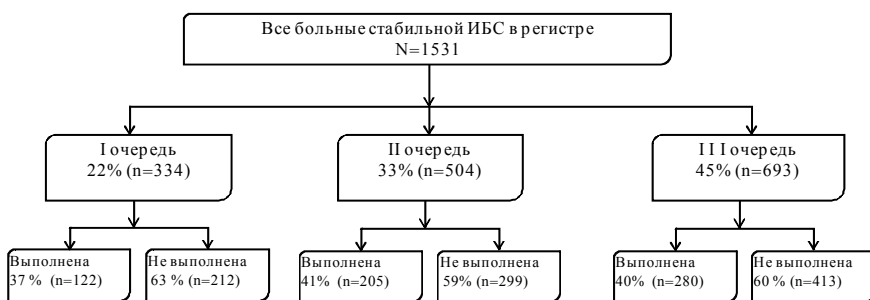 Все больные стабильной ИБС в регистре
N=1531
I очередь
22% (n=334)
II очередь
33% (n=504)
III очередь
45% (n=693)
Выполнена
37 % (n=122)
Не выполнена
63 % (n=212)
Выполнена
41% (n=205)
Не выполнена
59% (n=299)
Выполнена
40% (n=280)
Не выполнена
60 % (n=413)